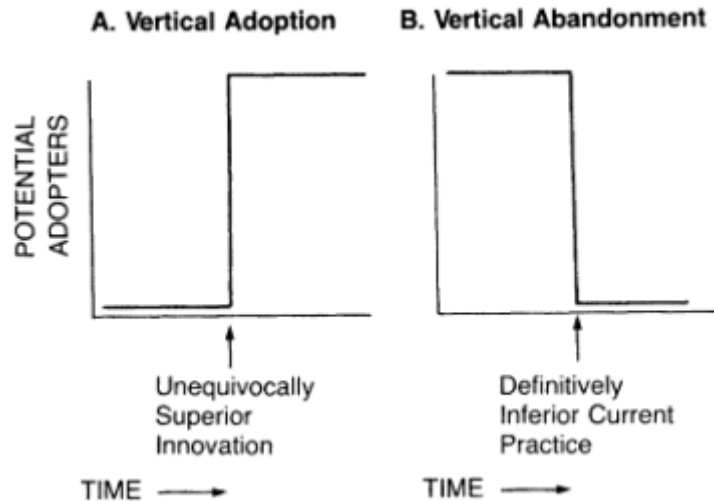 A. Vertical Adoption
B. Vertical Abandonment
POTENTIAL
ADOPTERS
Unequivocally
Superior
Innovation
Definitively
Inferior Current
Practice
TIME
TIME